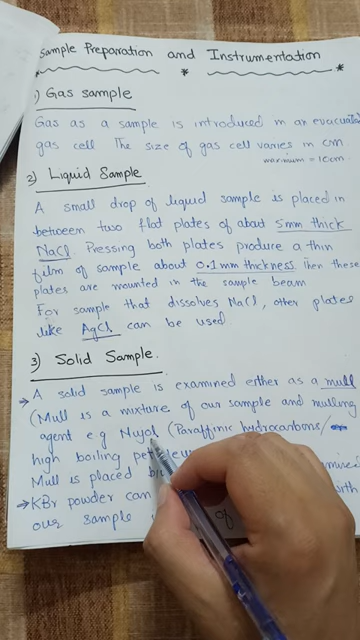 Sample Preparation and Instrumentation
1) Gas sample
Gas as a sample is introduced in an evacuated
gas cell. The size of gas cell varies in cm.
maximum = 10cm.
2) Liquid Sample
A small drop of liquid sample is placed in
between two flat plates of about 5mm thick
NaCl. Pressing both plates produce a thin
film of sample about 0.1mm thickness. Then these
plates are mounted in the sample beam
For sample that dissolves NaCl, other plates
like AgCl can be used
3) Solid Sample.
→ A solid sample is examined either as a mull
(Mull is a mixture of our sample and mulling
agent e.g Nujol (Paraffinic hydrocarbons/
high boiling
Mull is placed
→ KBr powder can with
our sample of